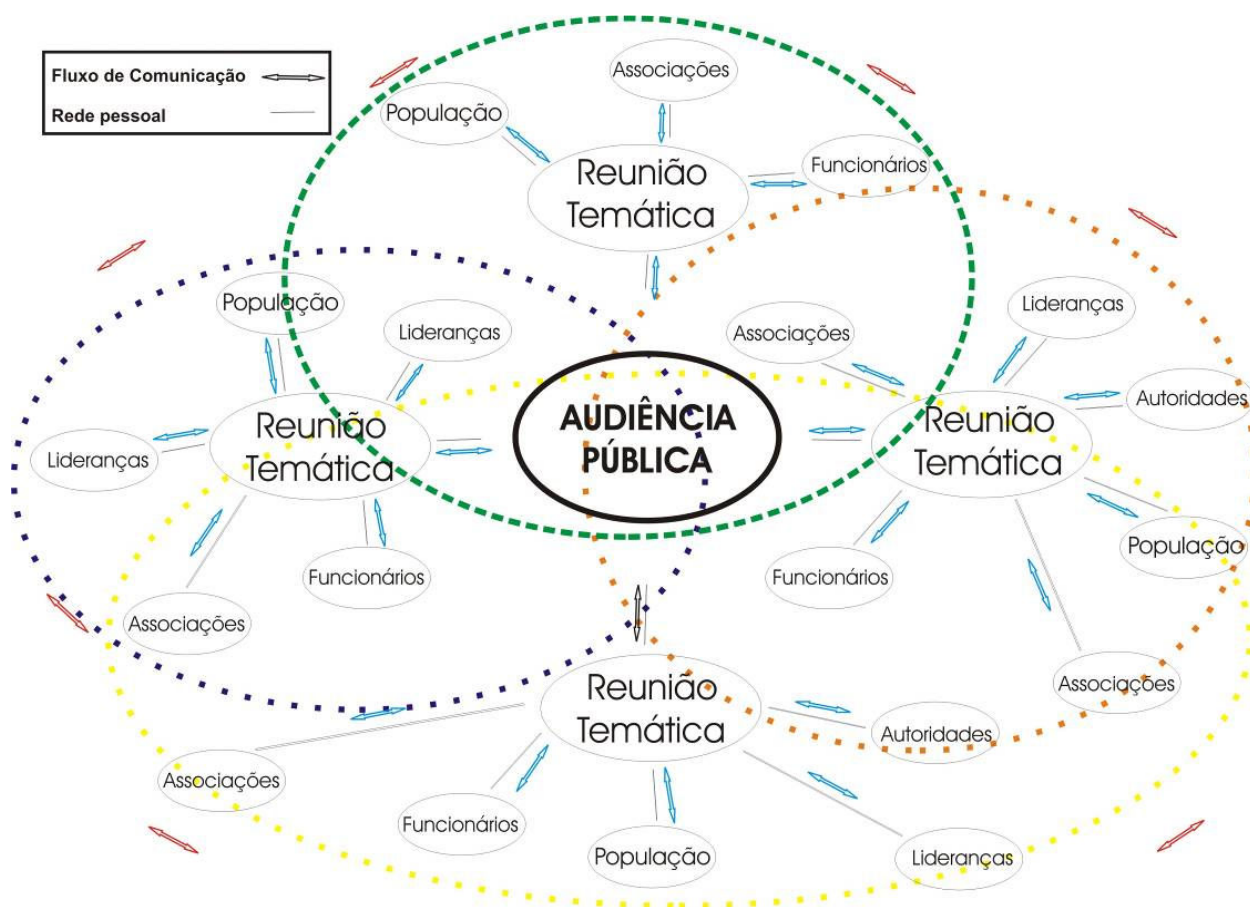 Fluxo de Comunicação
Rede pessoal
Associações
População
Reunião
Temática
Funcionários
População
Lideranças
Lideranças
Reunião
Temática
Associações
Funcionários
AUDIÊNCIA
PÚBLICA
Associações
Lideranças
Autoridades
Reunião
Temática
População
Funcionários
Associações
Reunião
Temática
Autoridades
Associações
Funcionários
População
Lideranças